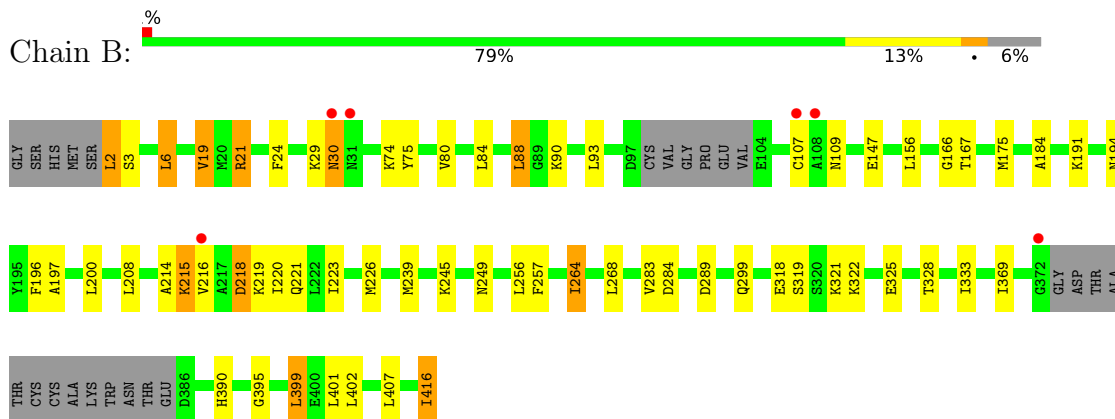 .%
Chain B:
79% 13% • 6%
GLY SER HIS MET SER L2 S3 L6 V19 M20 R21 F24 K29 N30 N31 K74 Y75 V80 L84 L88 G89 K90 L93 D97 CYS VAL GLY PRO GLU VAL E104 C107 A108 N109 E147 L156 G166 T167 M175 A184 K191 N194
Y195 F196 A197 L200 L208 A214 K215 V216 A217 D218 K219 I220 Q221 L222 I223 M226 M239 K245 N249 L256 F257 I264 L268 V283 D284 D289 Q299 E318 S319 S320 K321 K322 E325 T328 I333 I369 G372 GLY ASP THR ALA
THR CYS CYS ALA LYS TRP ASN THR GLU D386 H390 G395 L399 E400 L401 L402 L407 I416